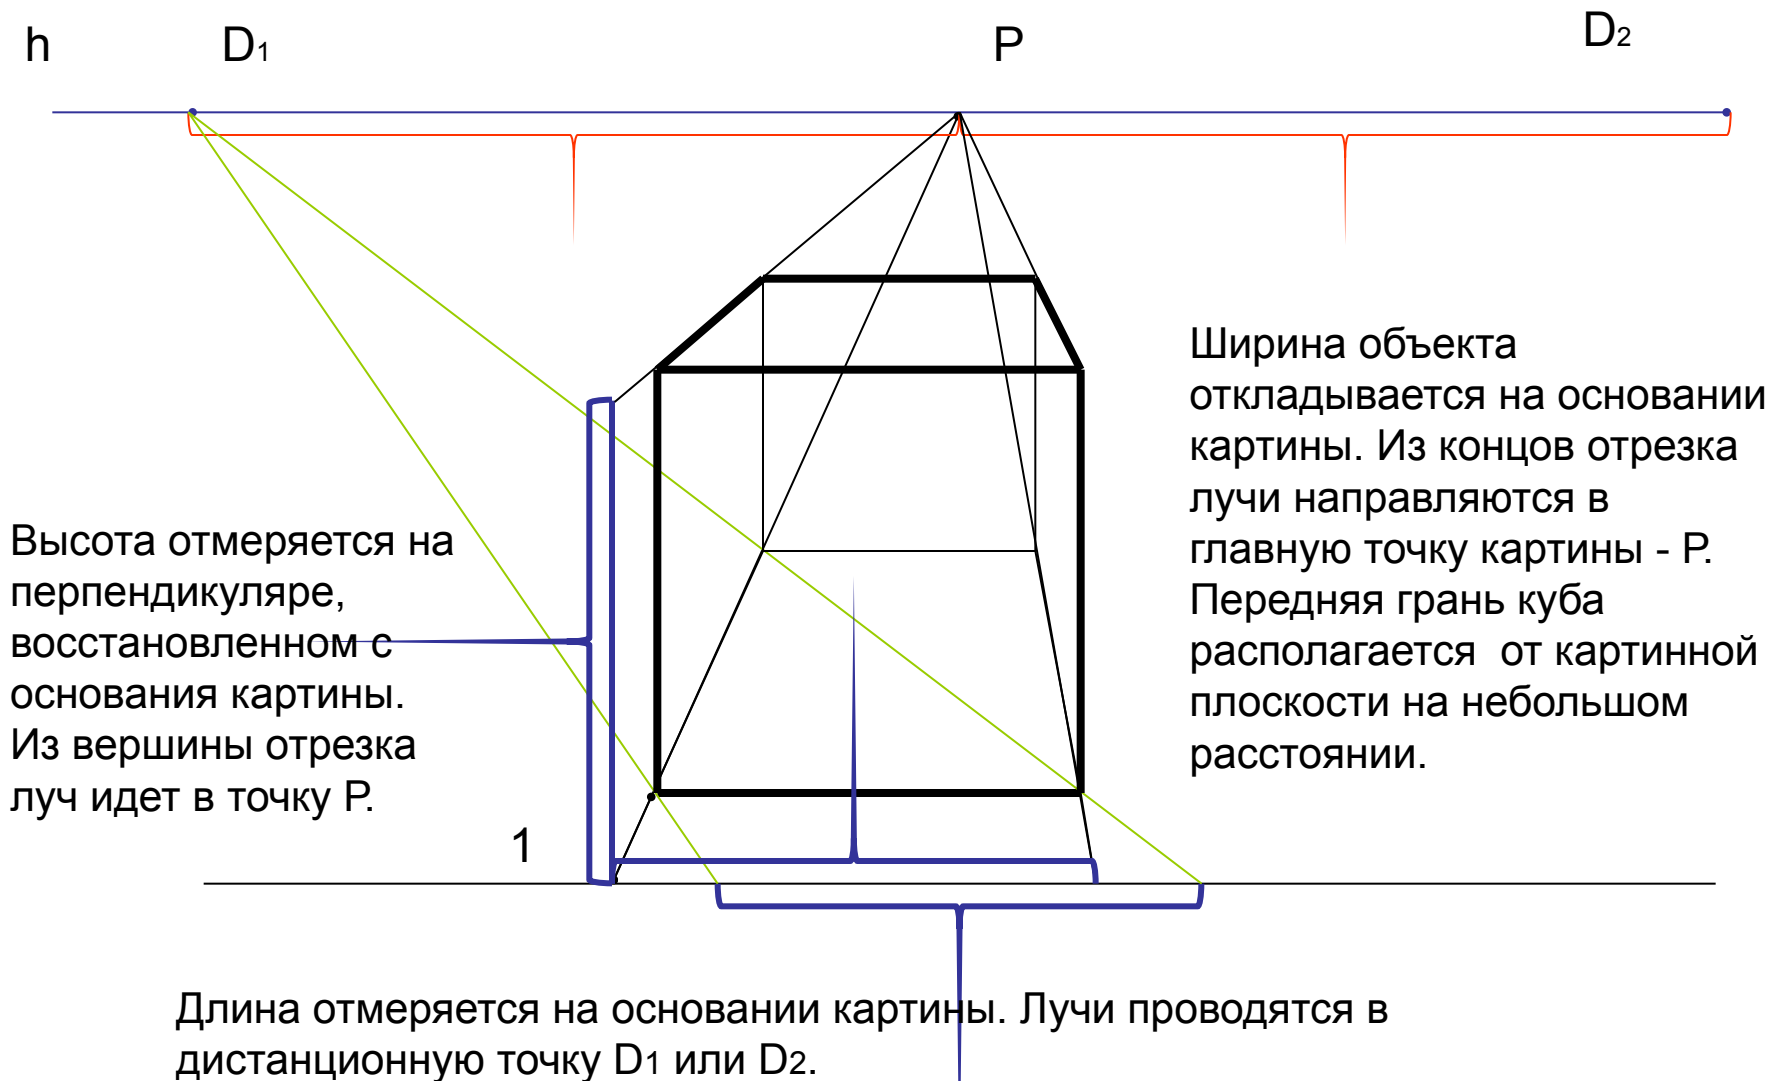 h D1 P D2
Ширина объекта
откладывается на основании
картины. Из концов отрезка
лучи направляются в
главную точку картины - Р.
Передняя грань куба
располагается от картинной
плоскости на небольшом
расстоянии.
Высота отмеряется на
перпендикуляре,
восстановленном с
основания картины.
Из вершины отрезка
луч идет в точку Р.
1
Длина отмеряется на основании картины. Лучи проводятся в
дистанционную точку D1 или D2.